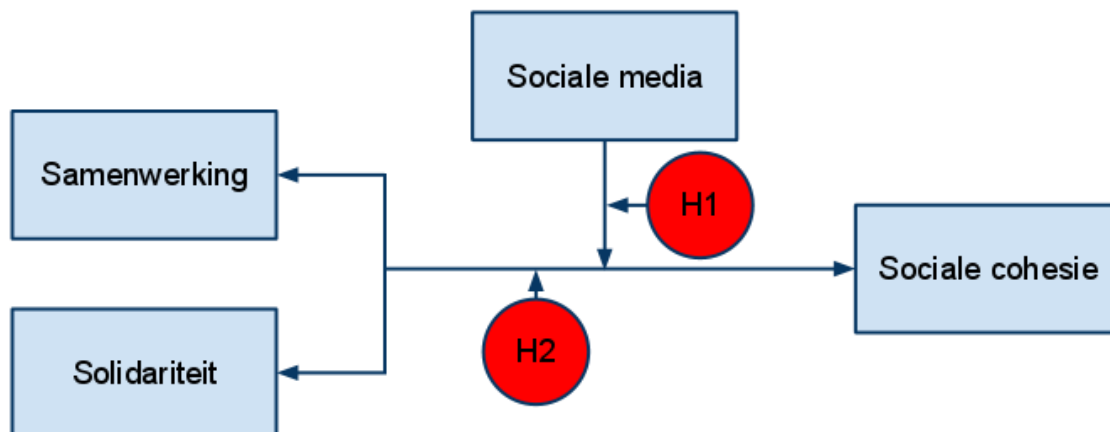 Sociale media
Samenwerking
H1
Sociale cohesie
H2
Solidariteit